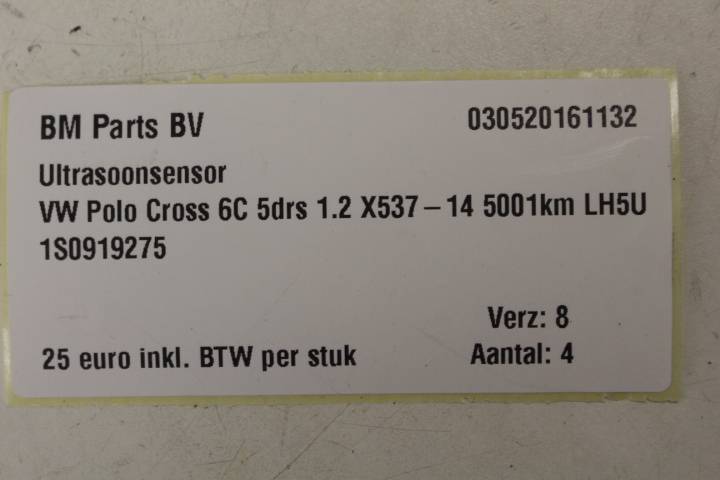 BM Parts BV 030520161132
Ultrasoonsensor
VW Polo Cross 6C 5drs 1.2 X537 – 14 5001km LH5U
1S0919275
Verz: 8
25 euro inkl. BTW per stuk Aantal: 4